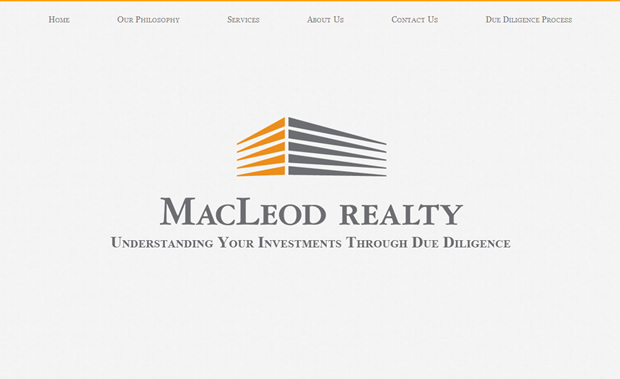 Home Our Philosophy Services About Us Contact Us Due Diligence Process
MacLeod realty
Understanding Your Investments Through Due Diligence